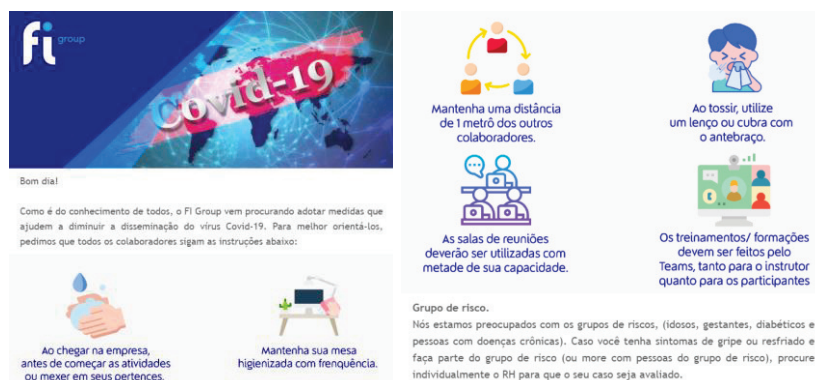 fi group
Covid-19
Bom dia!
Como é do conhecimento de todos, o FI Group vem procurando adotar medidas que
ajudem a diminuir a disseminação do vírus Covid-19. Para melhor orientá-los,
pedimos que todos os colaboradores sigam as instruções abaixo:
Ao chegar na empresa,
antes de começar as atividades
ou mexer em seus pertences.
Mantenha sua mesa
higienizada com frenquência.
Mantenha uma distância
de 1 metrô dos outros
colaboradores.
Ao tossir, utilize
um lenço ou cubra com
o antebraço.
As salas de reuniões
deverão ser utilizadas com
metade de sua capacidade.
Os treinamentos/ formações
devem ser feitos pelo
Teams, tanto para o instrutor
quanto para os participantes
Grupo de risco.
Nós estamos preocupados com os grupos de riscos, (idosos, gestantes, diabéticos e
pessoas com doenças crônicas). Caso você tenha sintomas de gripe ou resfriado e
faça parte do grupo de risco (ou more com pessoas do grupo de risco), procure
individualmente o RH para que o seu caso seja avaliado.